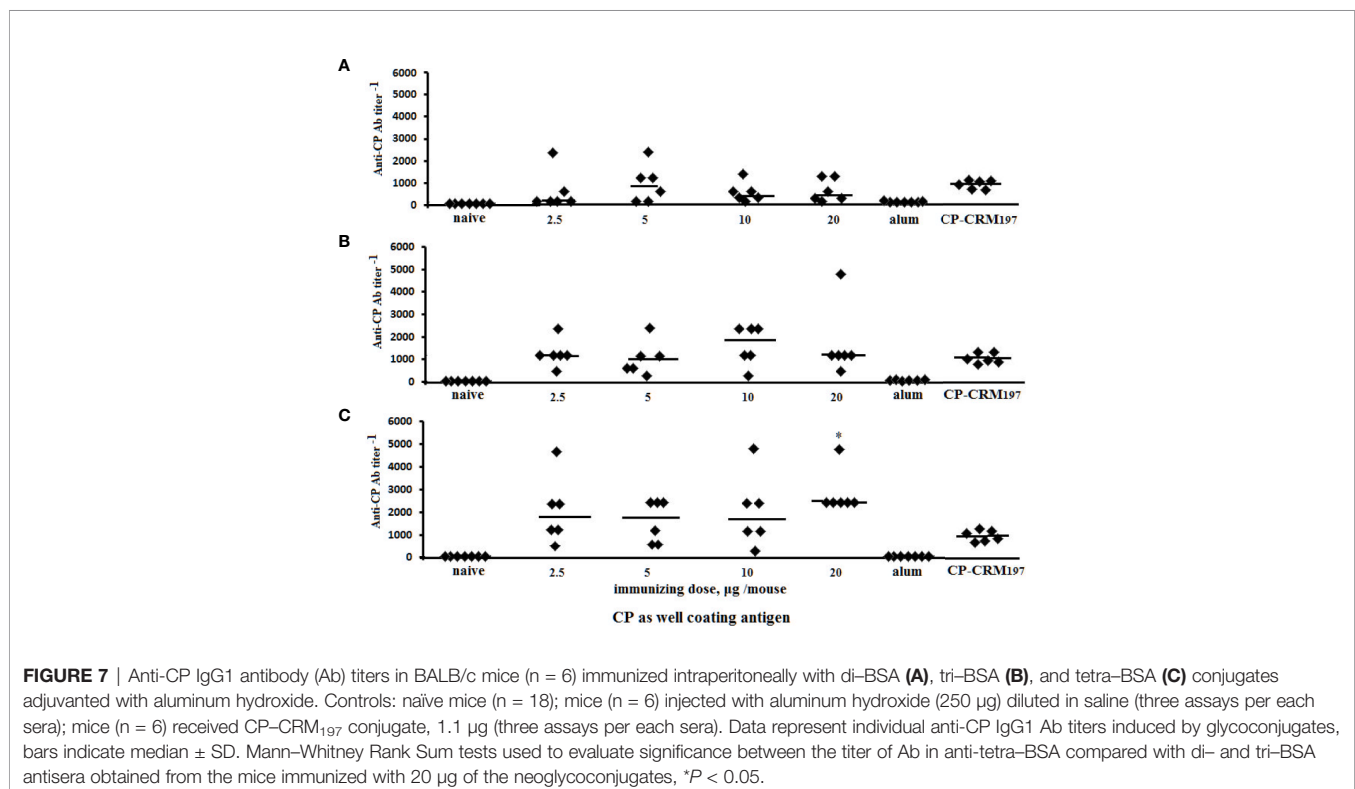 A
Anti-CP Ab titer -1
6000
5000
4000
3000
2000
1000
0
naive 2.5 5 10 20 alum CP-CRM197
B
Anti-CP Ab titer -1
6000
5000
4000
3000
2000
1000
0
naive 2.5 5 10 20 alum CP-CRM197
C
Anti-CP Ab titer -1
6000
5000
4000
3000
2000
1000
0
*
naive 2.5 5 10 20 alum CP-CRM197
immunizing dose, µg /mouse
CP as well coating antigen
FIGURE 7 | Anti-CP IgG1 antibody (Ab) titers in BALB/c mice (n = 6) immunized intraperitoneally with di–BSA (A), tri–BSA (B), and tetra–BSA (C) conjugates
adjuvanted with aluminum hydroxide. Controls: naïve mice (n = 18); mice (n = 6) injected with aluminum hydroxide (250 µg) diluted in saline (three assays per each
sera); mice (n = 6) received CP–CRM197 conjugate, 1.1 µg (three assays per each sera). Data represent individual anti-CP IgG1 Ab titers induced by glycoconjugates,
bars indicate median ± SD. Mann–Whitney Rank Sum tests used to evaluate significance between the titer of Ab in anti-tetra–BSA compared with di– and tri–BSA
antisera obtained from the mice immunized with 20 µg of the neoglycoconjugates, *P < 0.05.